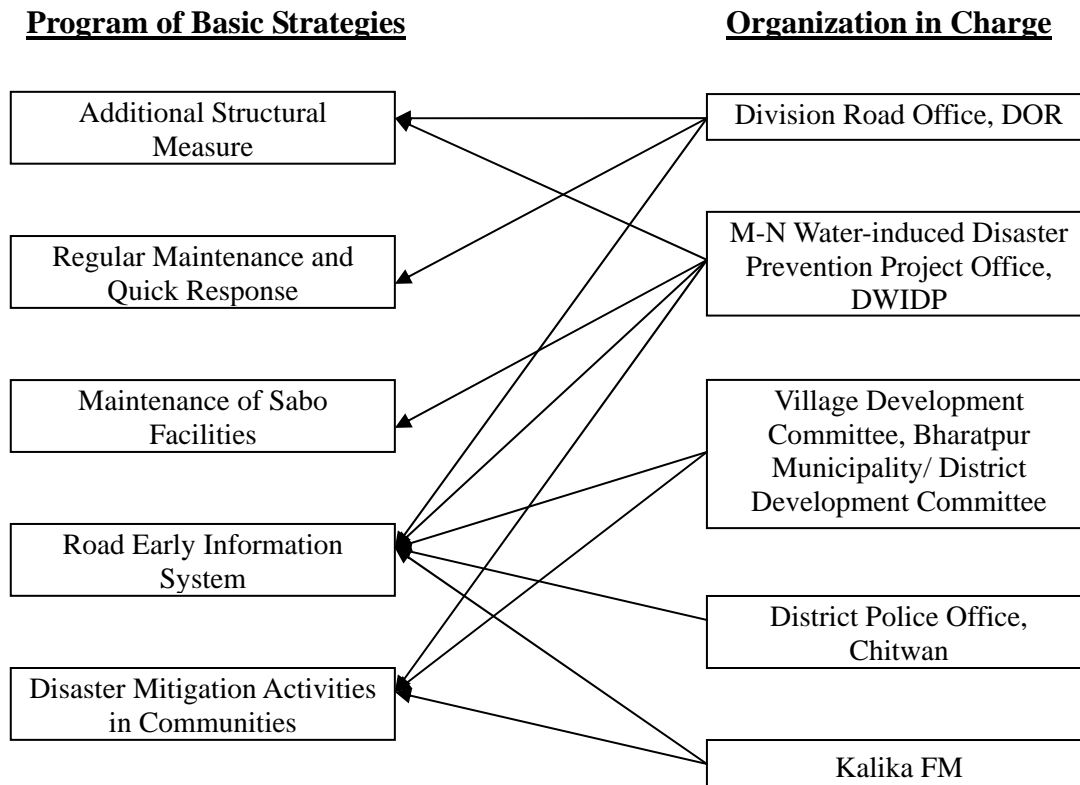 Program of Basic Strategies
Organization in Charge
Additional Structural
Measure
Regular Maintenance and
Quick Response
Maintenance of Sabo
Facilities
Road Early Information
System
Disaster Mitigation Activities
in Communities
Division Road Office, DOR
M-N Water-induced Disaster
Prevention Project Office,
DWIDP
Village Development
Committee, Bharatpur
Municipality/ District
Development Committee
District Police Office,
Chitwan
Kalika FM